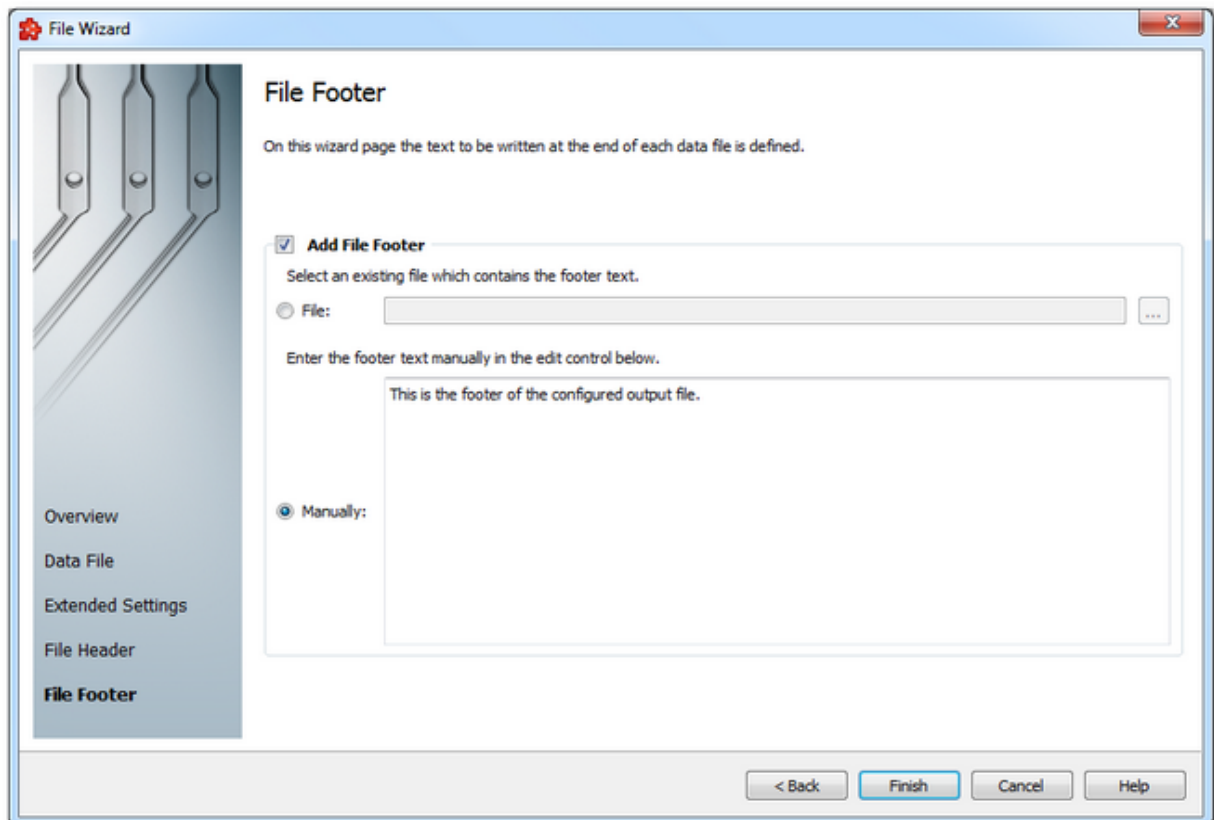 File Wizard
File Footer
On this wizard page the text to be written at the end of each data file is defined.
Add File Footer
Select an existing file which contains the footer text.
File:
...
Enter the footer text manually in the edit control below.
This is the footer of the configured output file.
Manually:
Overview
Data File
Extended Settings
File Header
File Footer
< Back
Finish
Cancel
Help